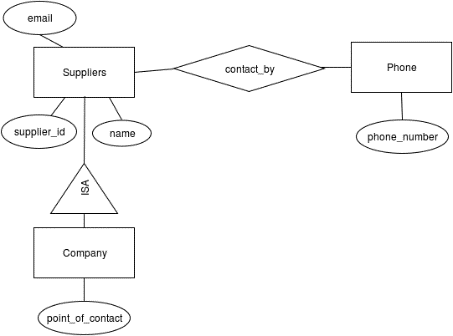 email
Suppliers
contact_by
Phone
supplier_id
name
phone_number
ISA
Company
point_of_contact